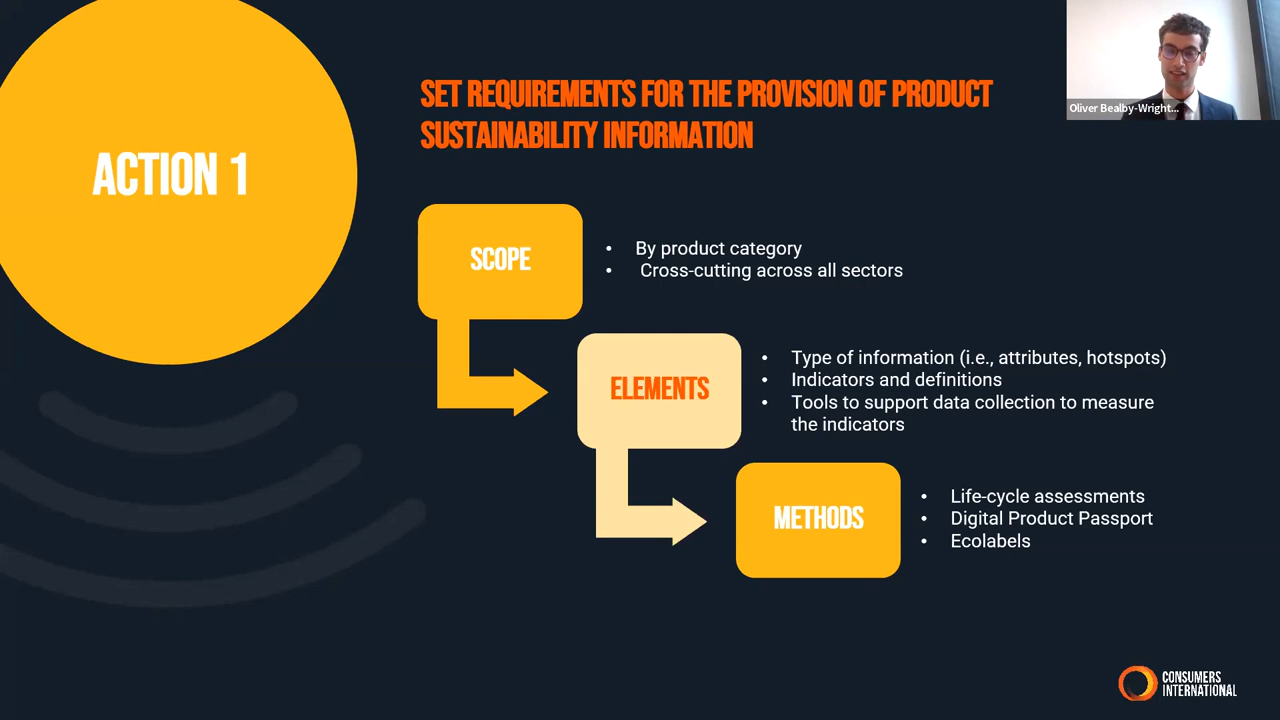 ACTION 1
SET REQUIREMENTS FOR THE PROVISION OF PRODUCT
SUSTAINABILITY INFORMATION
Oliver Bealby-Wright...
SCOPE
• By product category
• Cross-cutting across all sectors
ELEMENTS
• Type of information (i.e., attributes, hotspots)
• Indicators and definitions
• Tools to support data collection to measure
the indicators
METHODS
• Life-cycle assessments
• Digital Product Passport
• Ecolabels
CONSUMERS
INTERNATIONAL